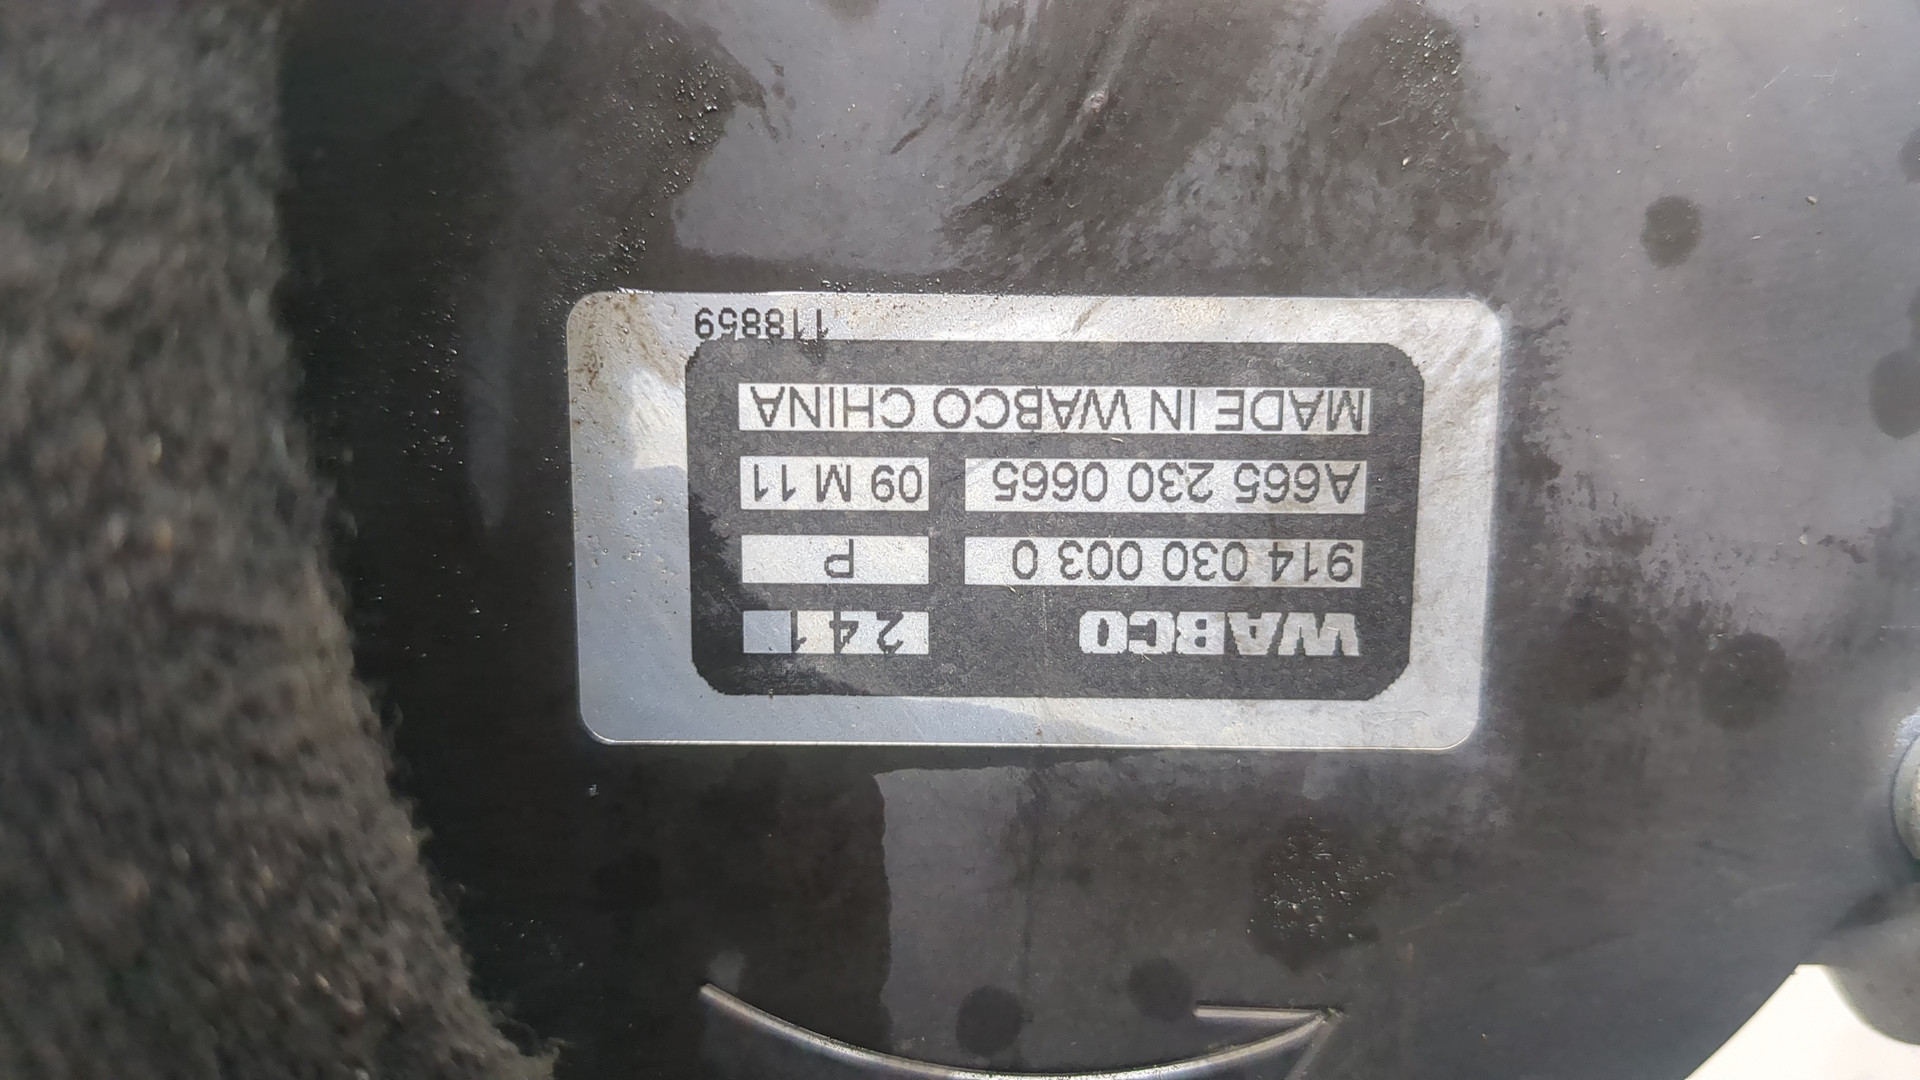 WABCO 241
914 030 003 0 P
A665 230 0665 09 M 11
MADE IN WABCO CHINA
118859